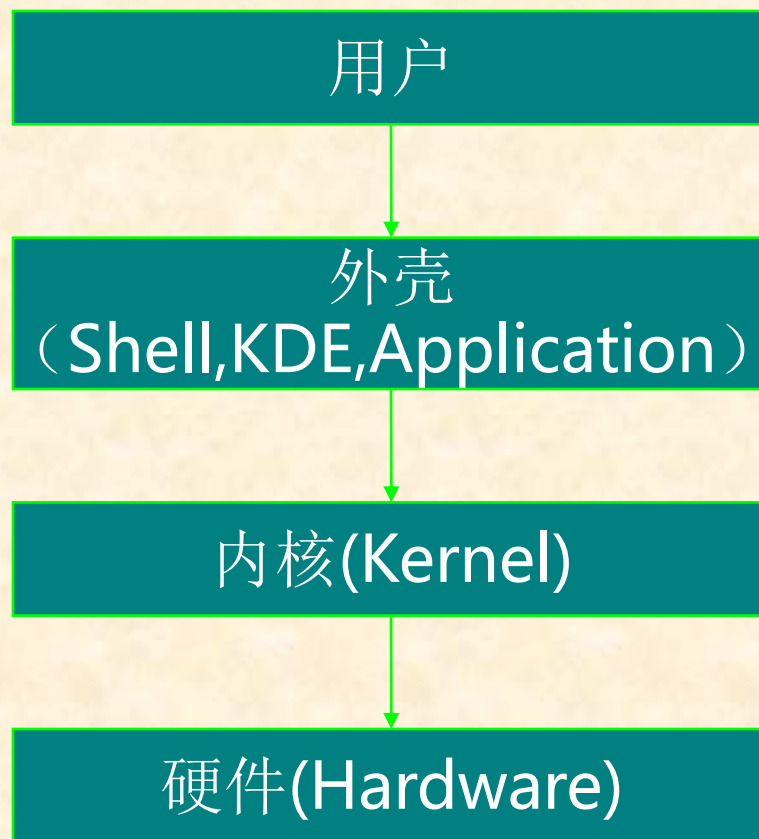 用户
外壳
（Shell,KDE,Application）
内核(Kernel)
硬件(Hardware)